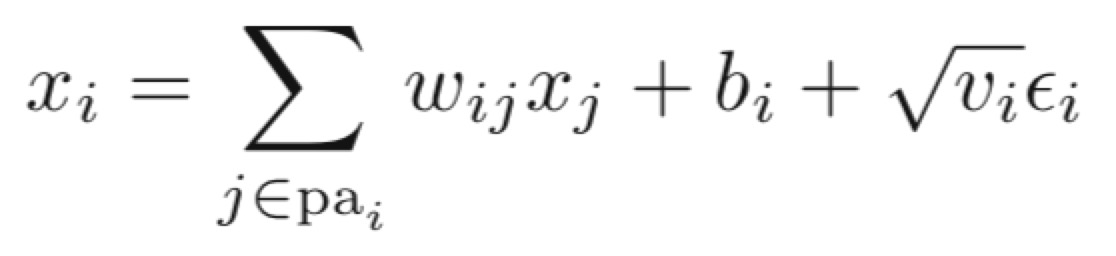 x_i = \sum_{j \in \mathrm{pa}_i} w_{ij} x_j + b_i + \sqrt{v_i} \epsilon_i